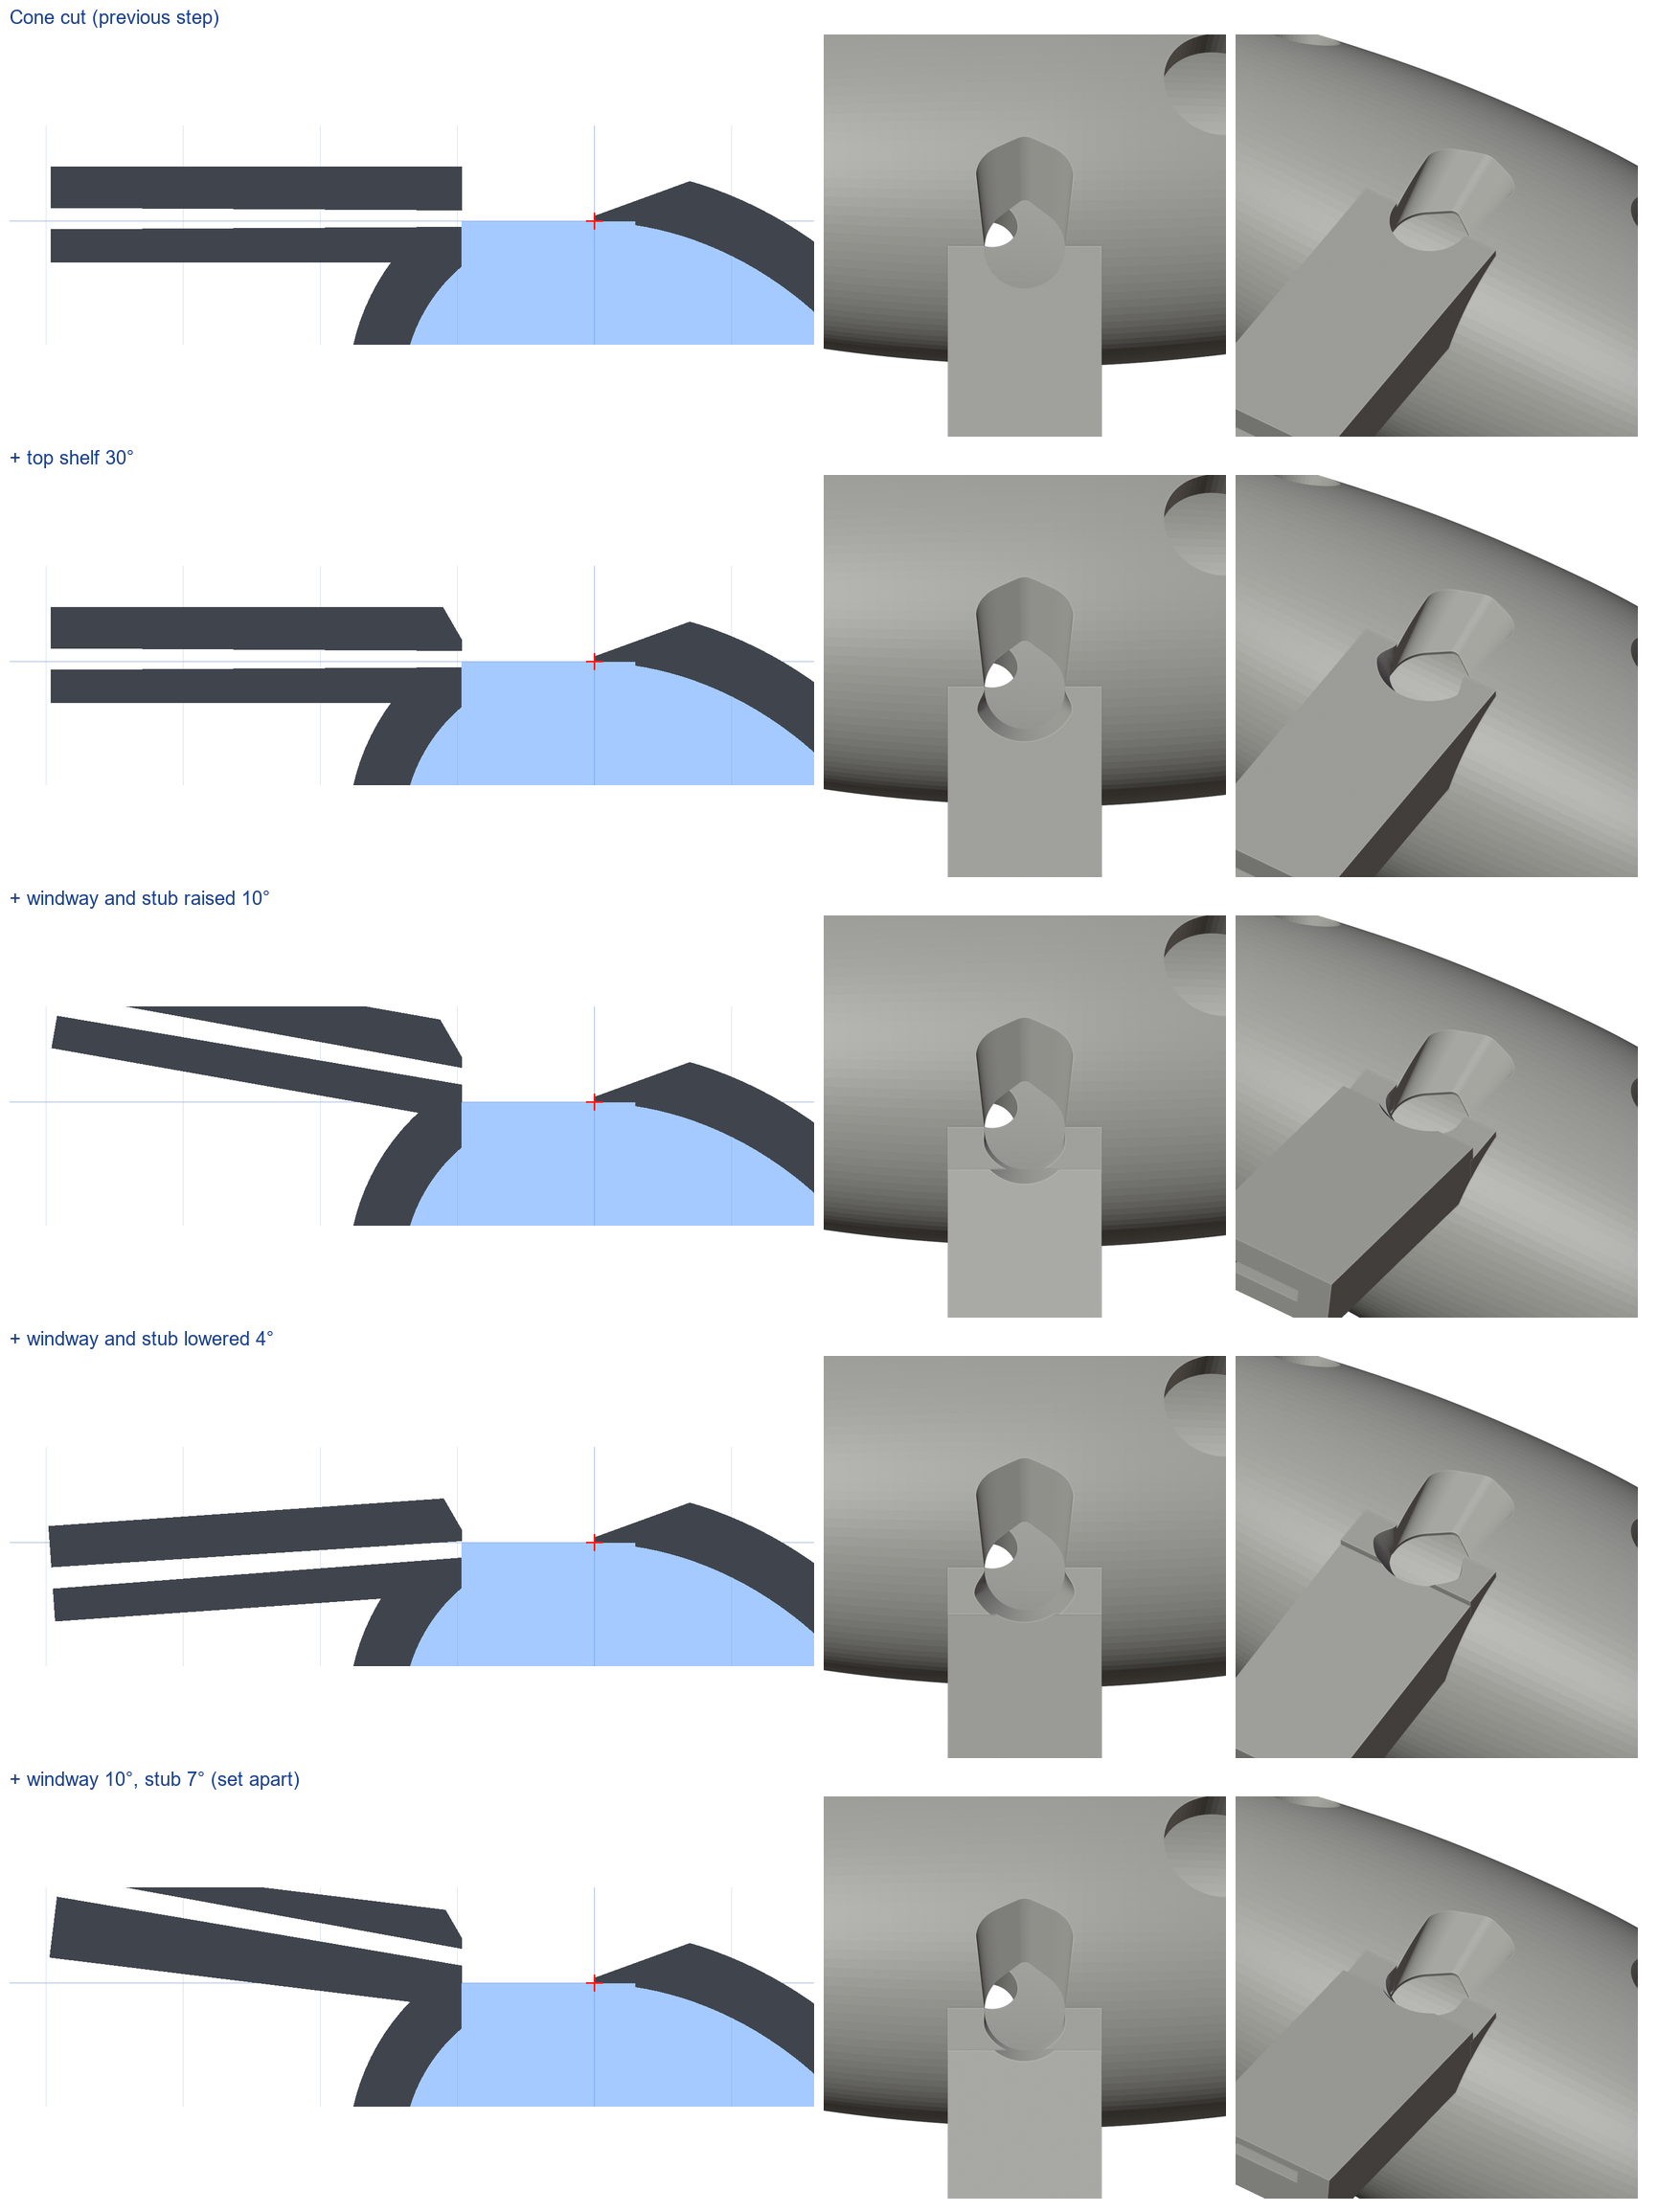 Cone cut (previous step)
+ top shelf 30°
+ windway and stub raised 10°
+ windway and stub lowered 4°
+ windway 10°, stub 7° (set apart)